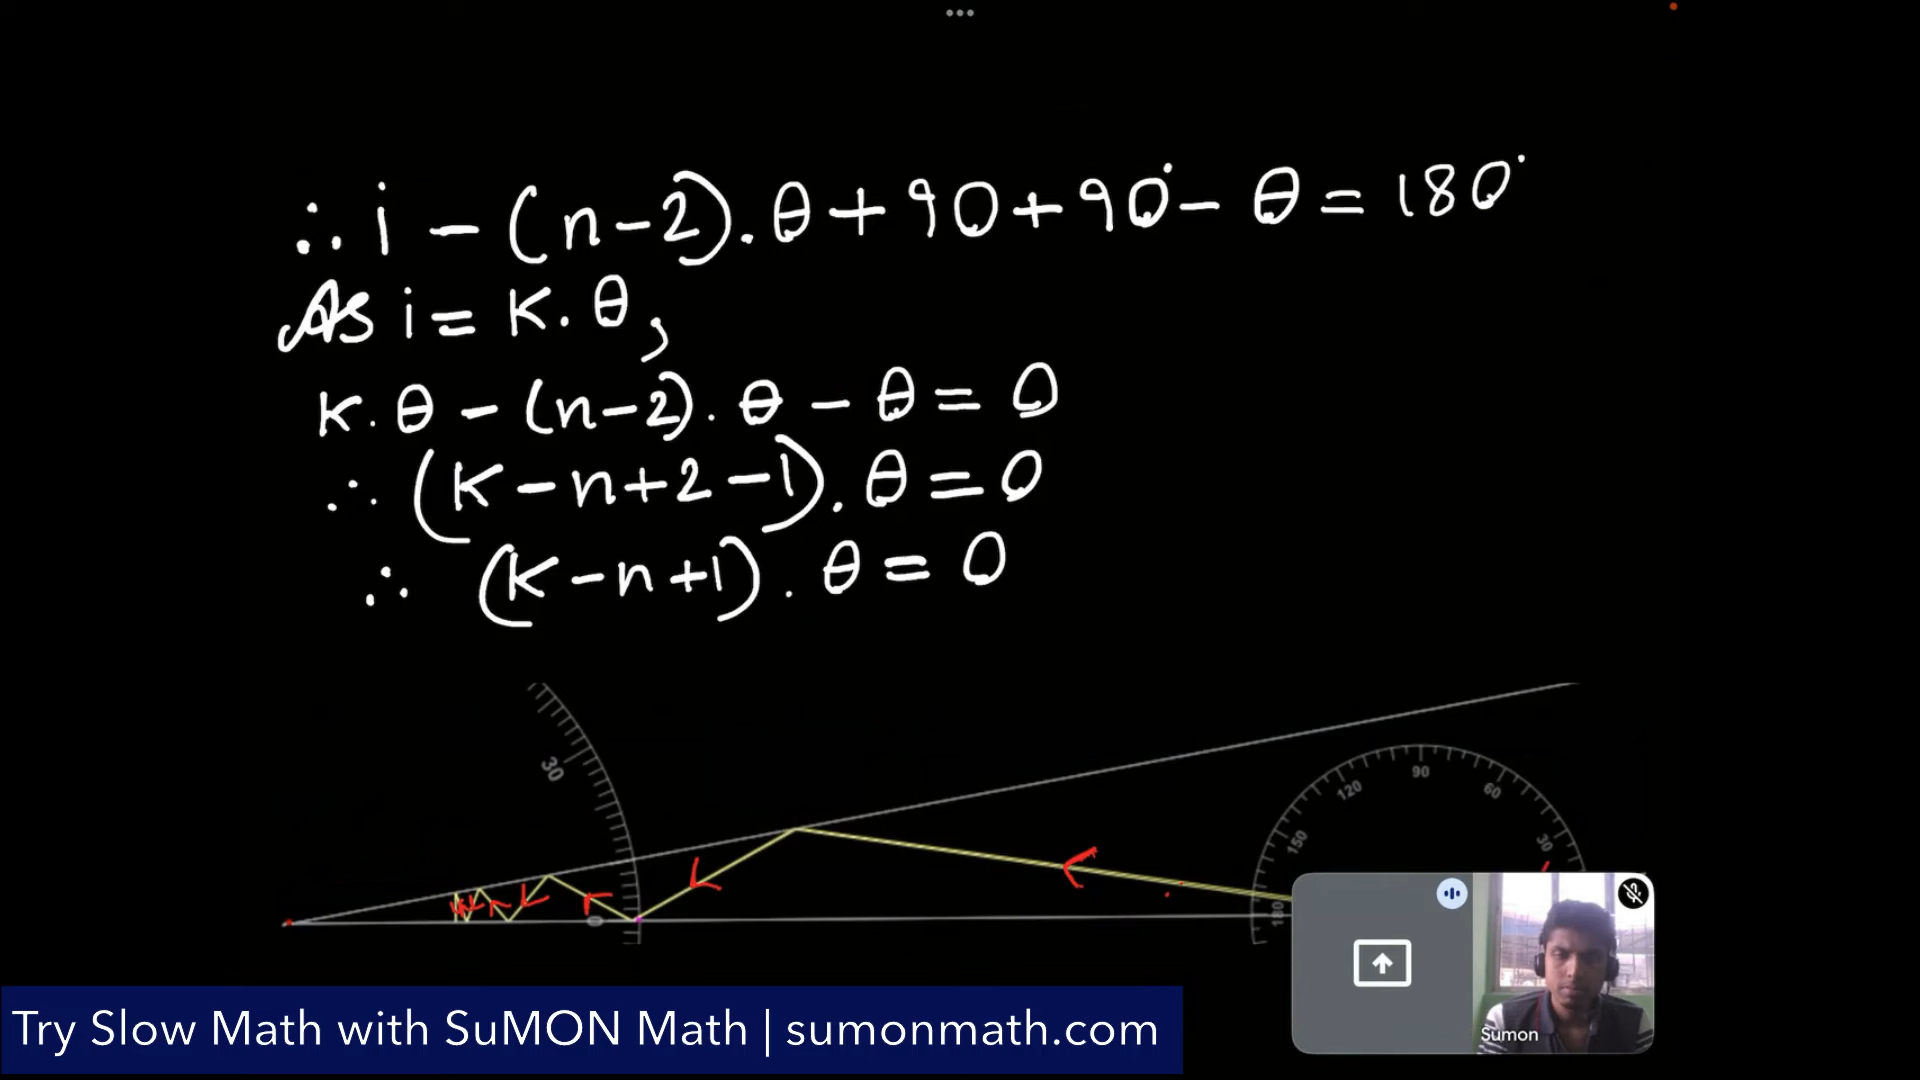 ∴ i - (n-2).θ + 90 + 90° - θ = 180°
As i = K.θ,
K.θ - (n-2).θ - θ = 0
∴ (K-n+2-1).θ = 0
∴ (K-n+1).θ = 0
30
0
180
150
120
90
60
30
Sumon
Try Slow Math with SuMON Math | sumonmath.com